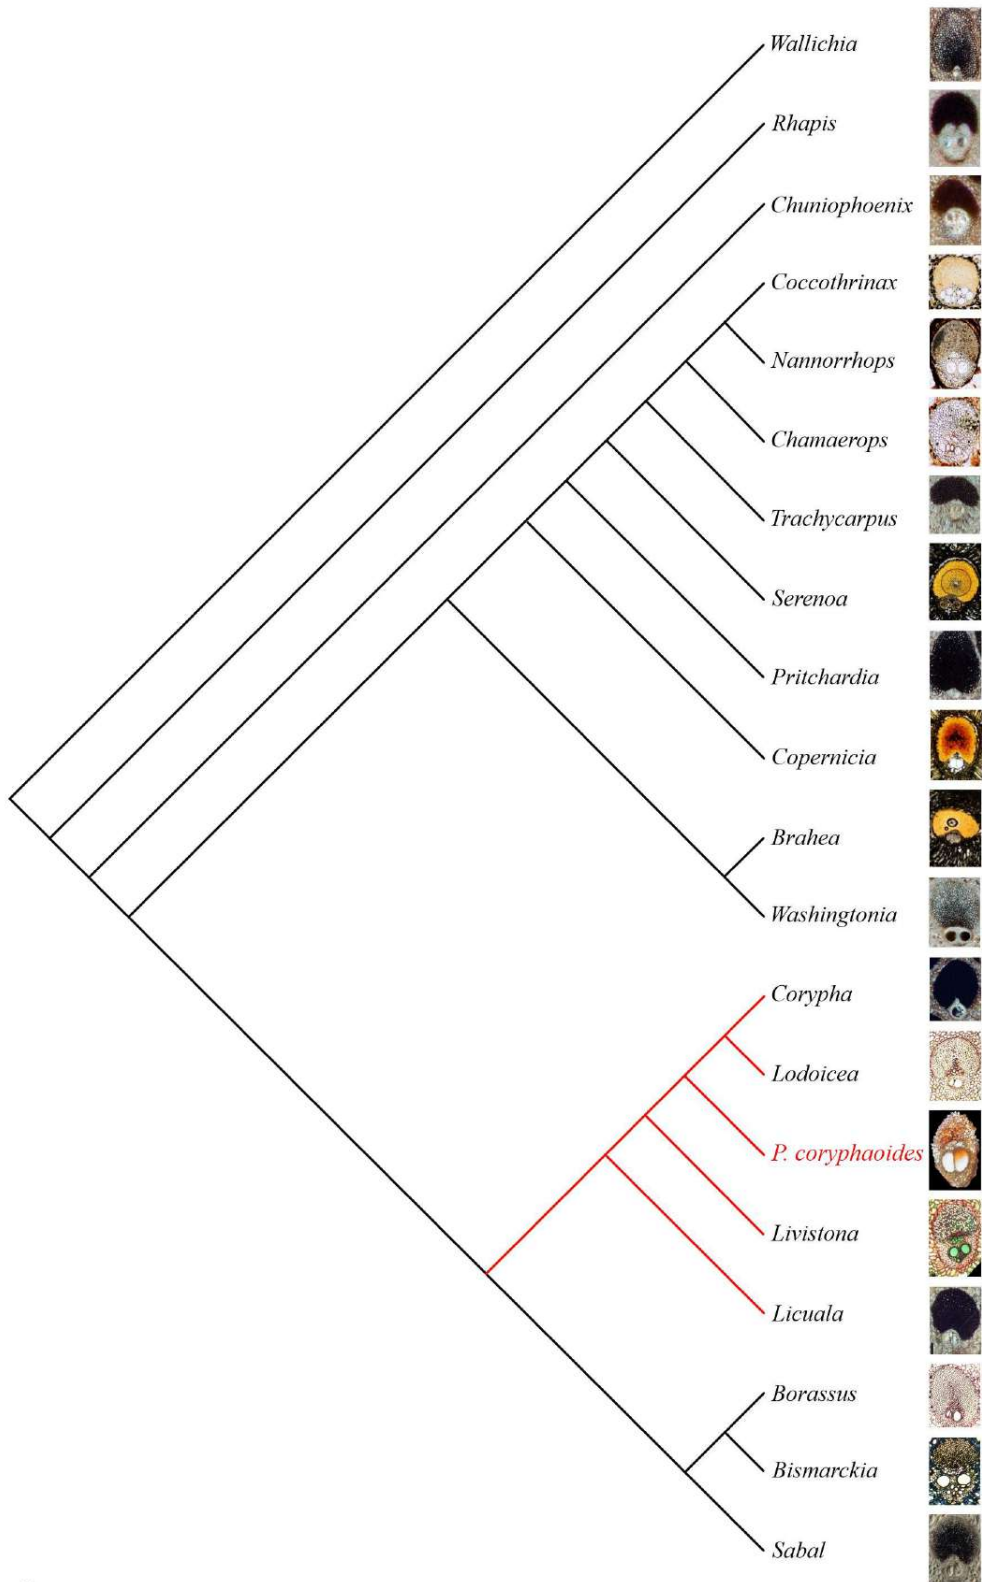 Wallichia
Rhapis
Chuniophoenix
Coccothrinax
Nannorrhops
Chamaerops
Trachycarpus
Serenoa
Pritchardia
Copernicia
Brahea
Washingtonia
Corypha
Lodoicea
P. coryphaoides
Livistona
Licuala
Borassus
Bismarckia
Sabal